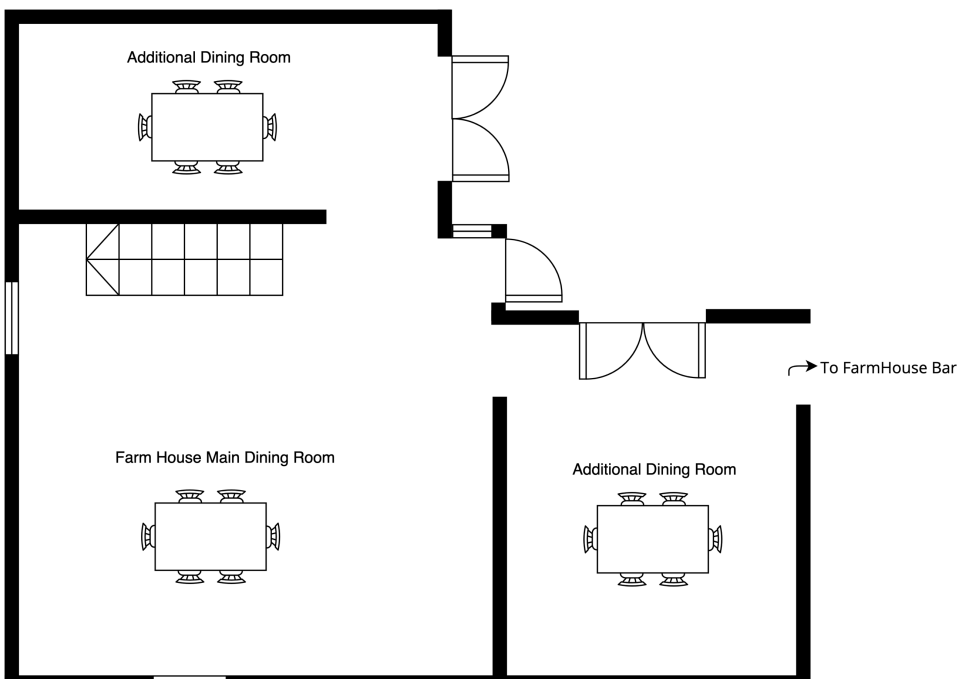 Additional Dining Room
To FarmHouse Bar
Farm House Main Dining Room
Additional Dining Room